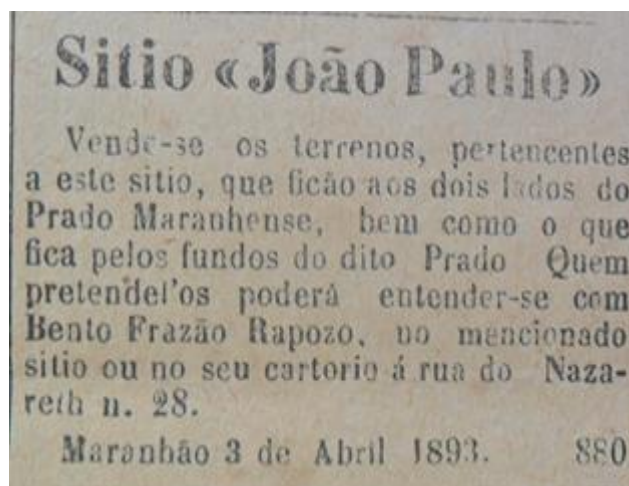 Sitio «João Paulo»
Vende-se os terrenos, pertencentes
a este sitio, que ficão aos dois lados do
Prado Maranhense, bem como o que
fica pelos fundos do dito Prado Quem
pretendel'os poderá entender-se com
Bento Frazão Rapozo, no mencionado
sitio ou no seu cartorio á rua do Naza-
reth n. 28.
Maranhão 3 de Abril 1893. 880